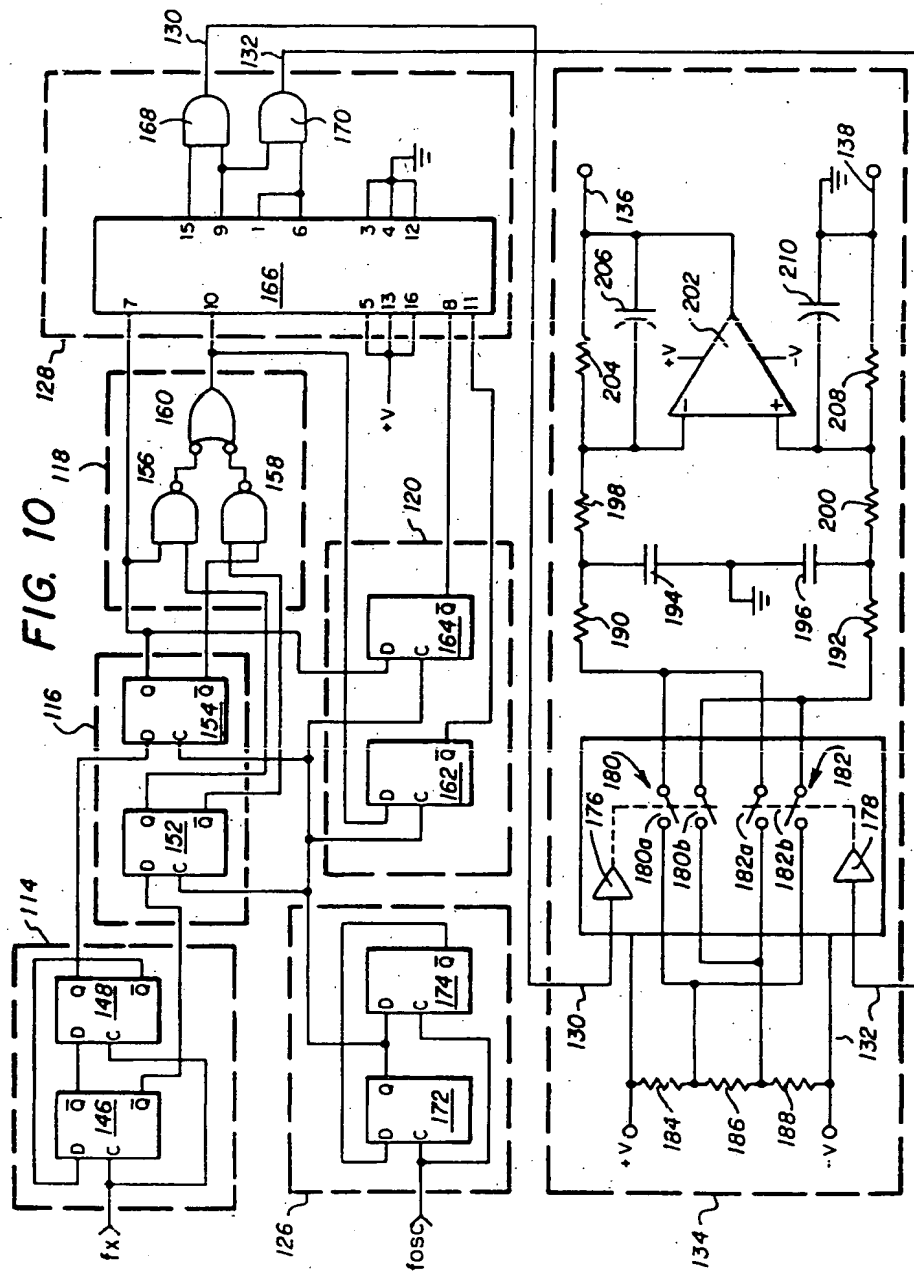 FIG. 10
114
116
118
128
130
132
fx
D
Q̅
146
C
Q̅
D
Q
148
C
Q̅
D
Q
152
C
Q̅
D
Q
154
C
Q̅
156
158
160
7
10
5
13
16
8
11
166
15
9
1
6
3
4
12
168
170
+V
120
D
C
162
Q̅
D
C
164
Q̅
fosc
126
D
Q
172
C
D
174
C
Q̅
130
132
134
+V
184
186
188
-V
176
178
180
180a
180b
182a
182b
182
190
192
194
196
198
200
204
206
202
+V
-V
-
+
208
210
136
138